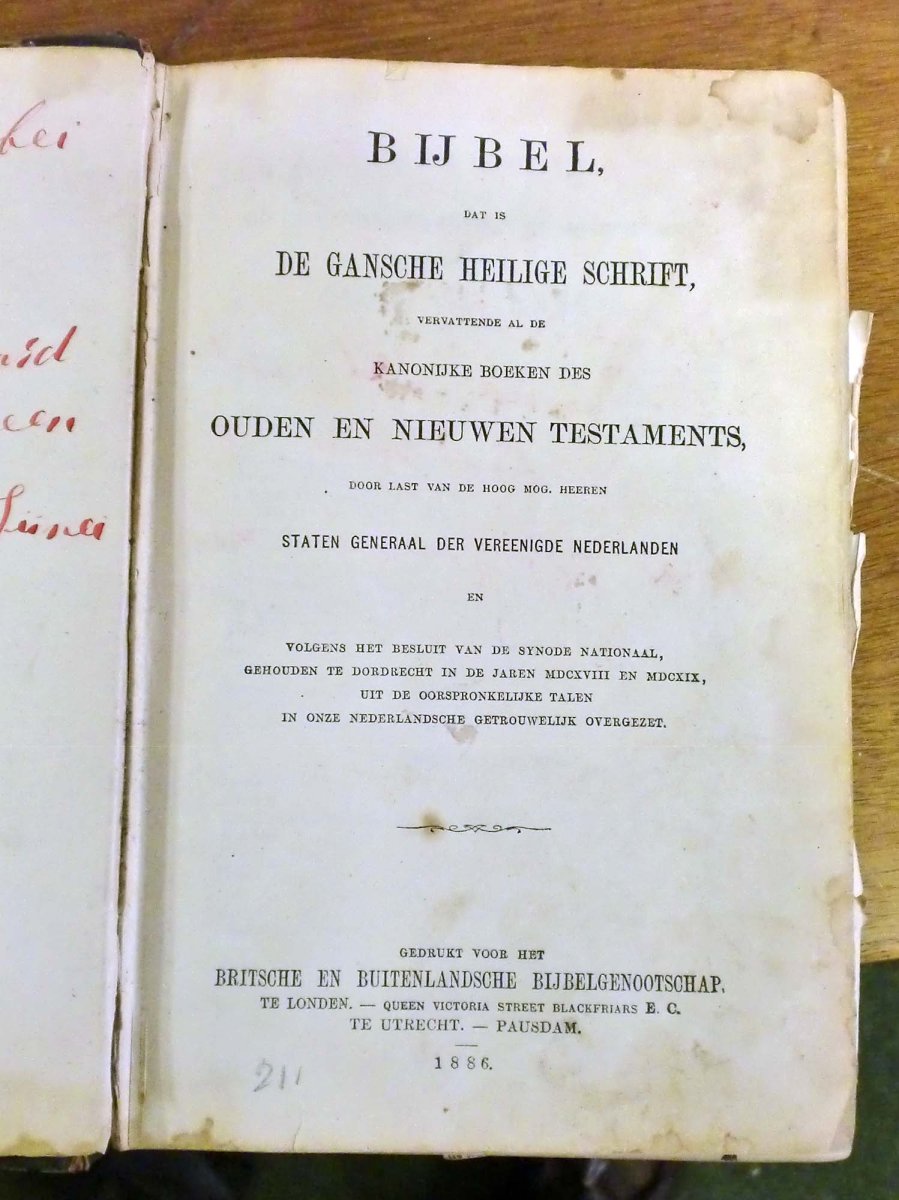 BIJBEL,
DAT IS
DE GANSCHE HEILIGE SCHRIFT,
VERVATTENDE AL DE
KANONIJKE BOEKEN DES
OUDEN EN NIEUWEN TESTAMENTS,
DOOR LAST VAN DE HOOG MOG. HEEREN
STATEN GENERAAL DER VEREENIGDE NEDERLANDEN
EN
VOLGENS HET BESLUIT VAN DE SYNODE NATIONAAL,
GEHOUDEN TE DORDRECHT IN DE JAREN MDCXVIII EN MDCXIX,
UIT DE OORSPRONKELIJKE TALEN
IN ONZE NEDERLANDSCHE GETROUWELIJK OVERGEZET.
GEDRUKT VOOR HET
BRITSCHE EN BUITENLANDSCHE BIJBELGENOOTSCHAP,
TE LONDEN. — QUEEN VICTORIA STREET BLACKFRIARS E. C.
TE UTRECHT. — PAUSDAM.
1886.
211